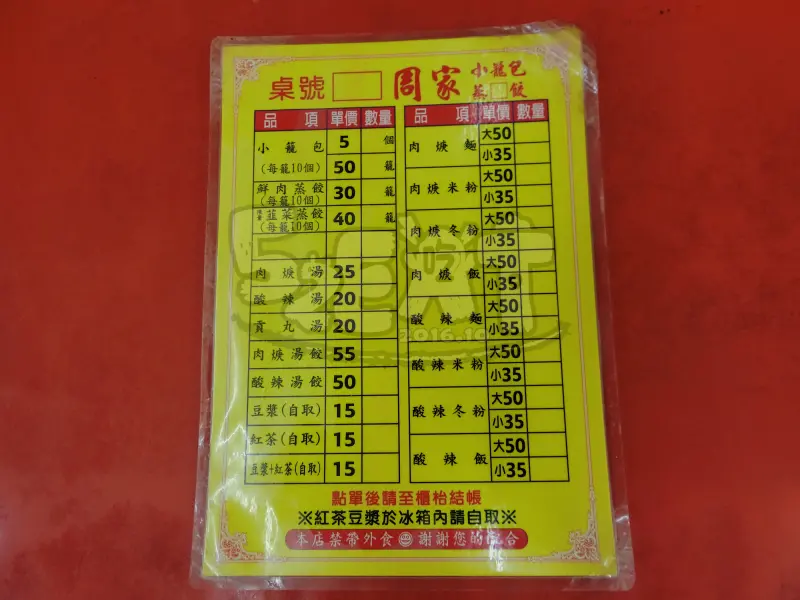 桌號 周家 小籠包
蒸餃
品項 單價 數量
小籠包 5 個
(每籠10個) 50 籠
鮮肉蒸餃 30 籠
(每籠10個)
韮菜蒸餃 40 籠
(每籠10個)
肉焿湯 25
酸辣湯 20
貢丸湯 20
肉焿湯餃 55
酸辣湯餃 50
豆漿(自取) 15
紅茶(自取) 15
豆漿+紅茶(自取) 15
品項 單價 數量
肉焿麵 大50
小35
肉焿米粉 大50
小35
肉焿冬粉 大50
小35
肉焿飯 大50
小35
酸辣麵 大50
小35
酸辣米粉 大50
小35
酸辣冬粉 大50
小35
酸辣飯 大50
小35
點單後請至櫃枱結帳
※紅茶豆漿於冰箱內請自取※
本店禁帶外食 謝謝您的配合
2016.10